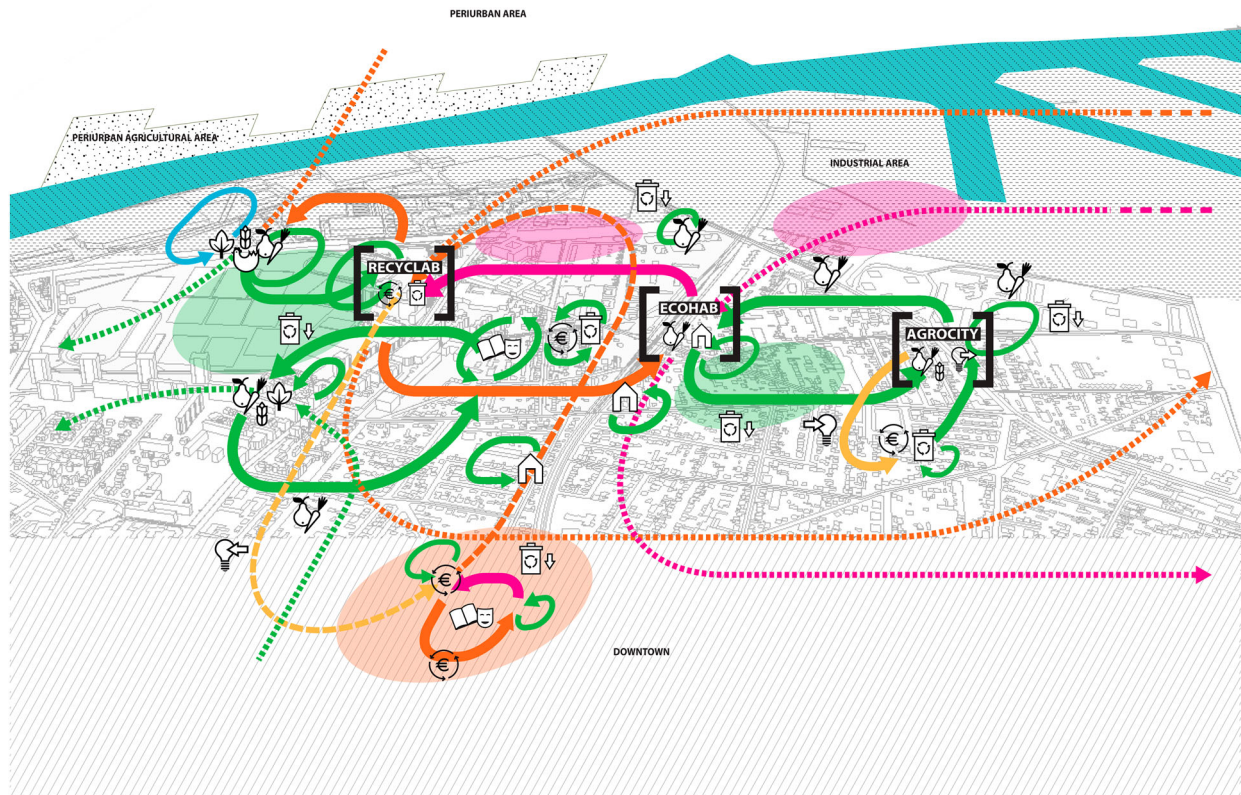 PERIURBAN AREA
PERIURBAN AGRICULTURAL AREA
INDUSTRIAL AREA
RECYCLAB
€
ECOHAB
€
AGROCITY
€
€
€
DOWNTOWN